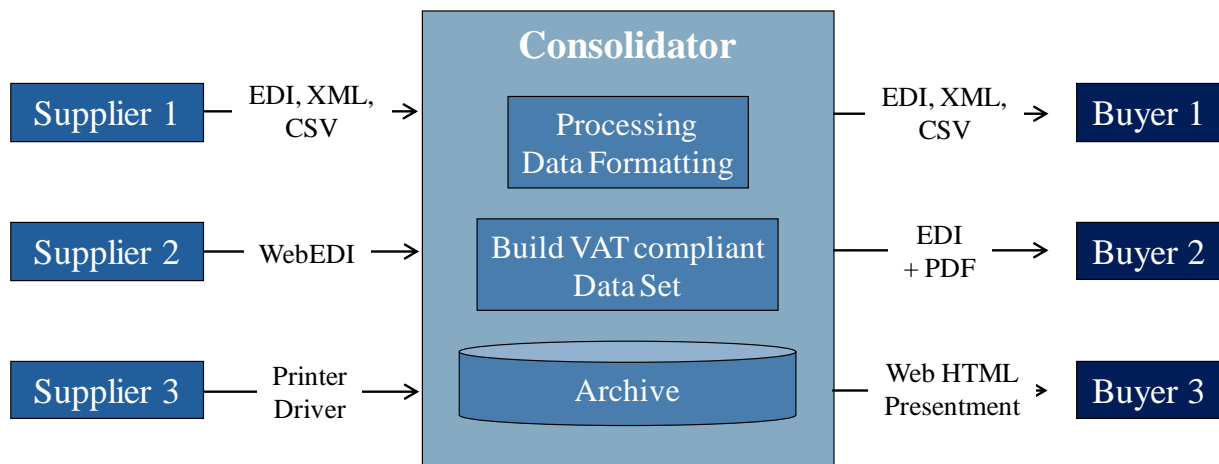 Consolidator
Supplier 1
EDI, XML,
CSV
Processing
Data Formatting
EDI, XML,
CSV
Buyer 1
Supplier 2
WebEDI
Build VAT compliant
Data Set
EDI
+ PDF
Buyer 2
Supplier 3
Printer
Driver
Archive
Web HTML
Presentment
Buyer 3